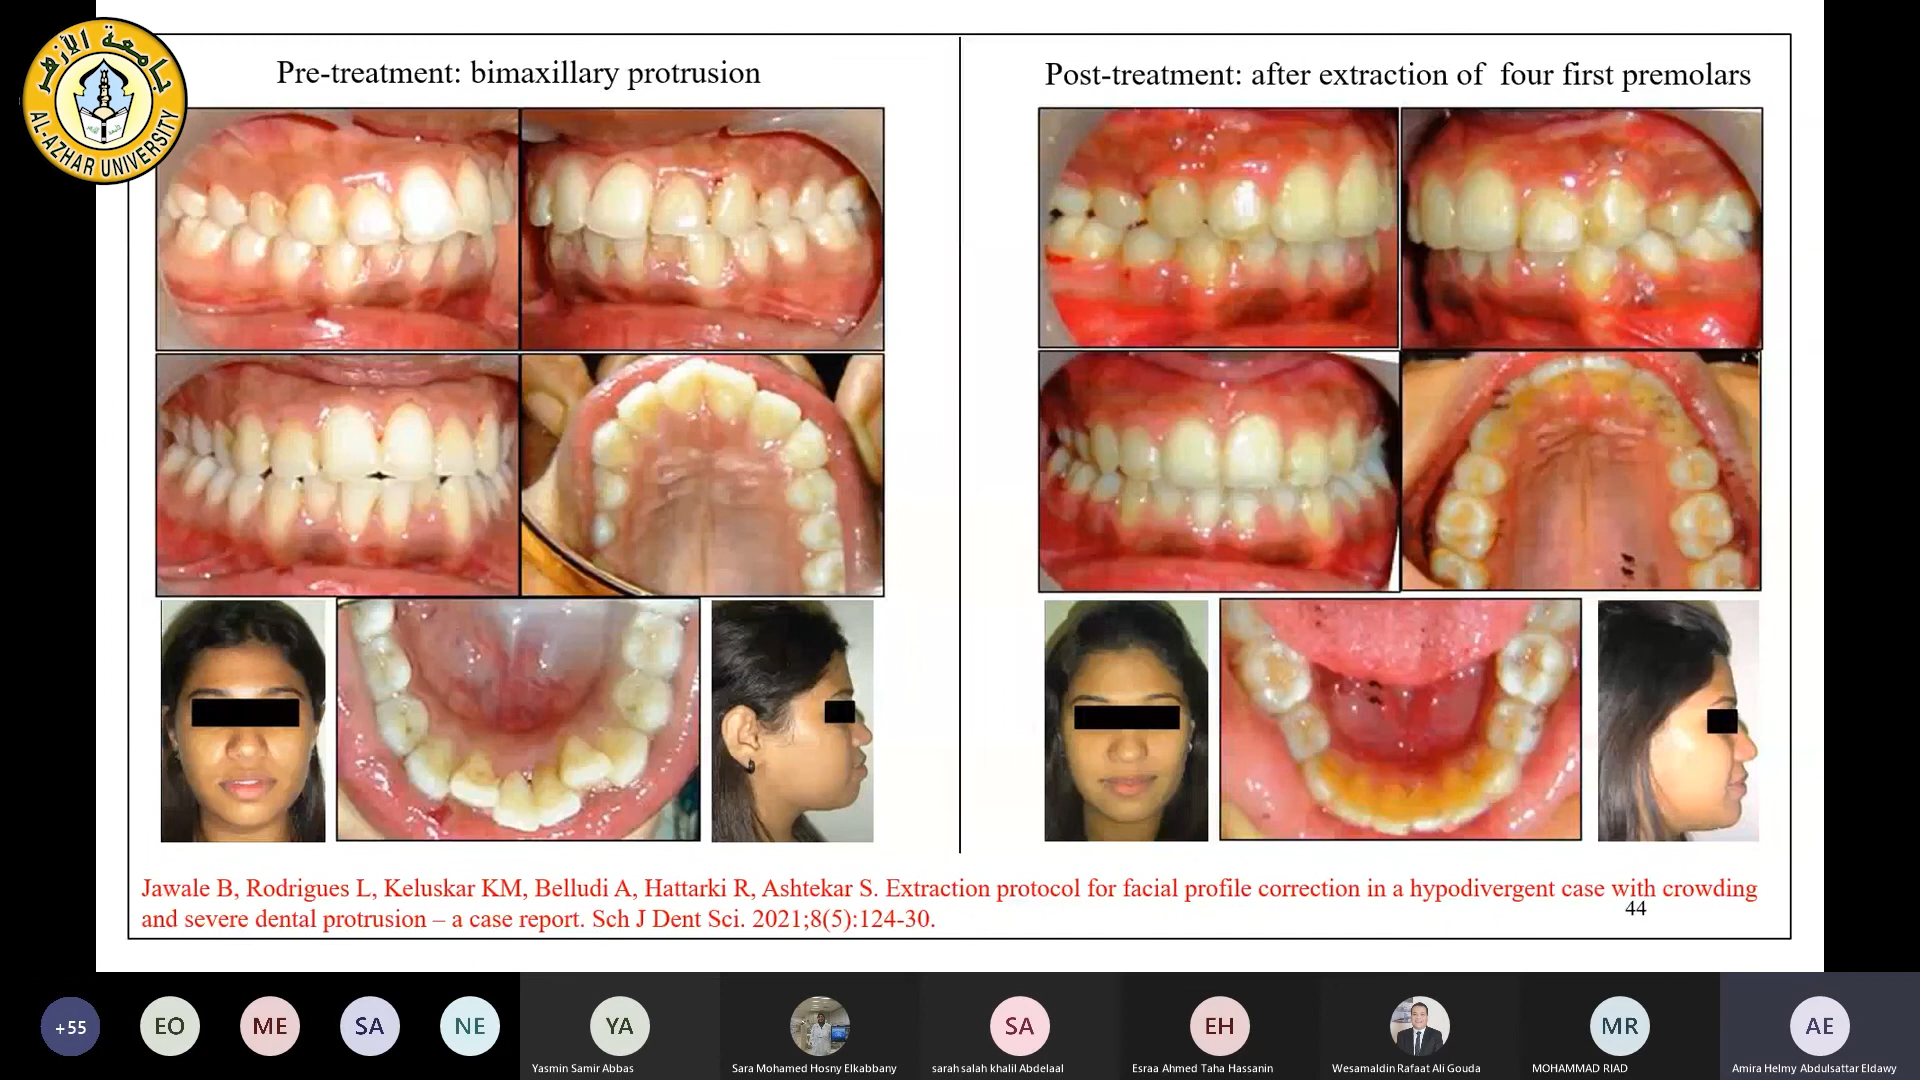 جامعة الأزهر
AL-AZHAR UNIVERSITY
Pre-treatment: bimaxillary protrusion
Post-treatment: after extraction of four first premolars
Jawale B, Rodrigues L, Keluskar KM, Belludi A, Hattarki R, Ashtekar S. Extraction protocol for facial profile correction in a hypodivergent case with crowding
and severe dental protrusion – a case report. Sch J Dent Sci. 2021;8(5):124-30.
44
+55
EO
ME
SA
NE
YA
SA
EH
MR
AE
Yasmin Samir Abbas
Sara Mohamed Hosny Elkabbany
sarah salah khalil Abdelaal
Esraa Ahmed Taha Hassanin
Wesamaldin Rafaat Ali Gouda
MOHAMMAD RIAD
Amira Helmy Abdulsattar Eldawy